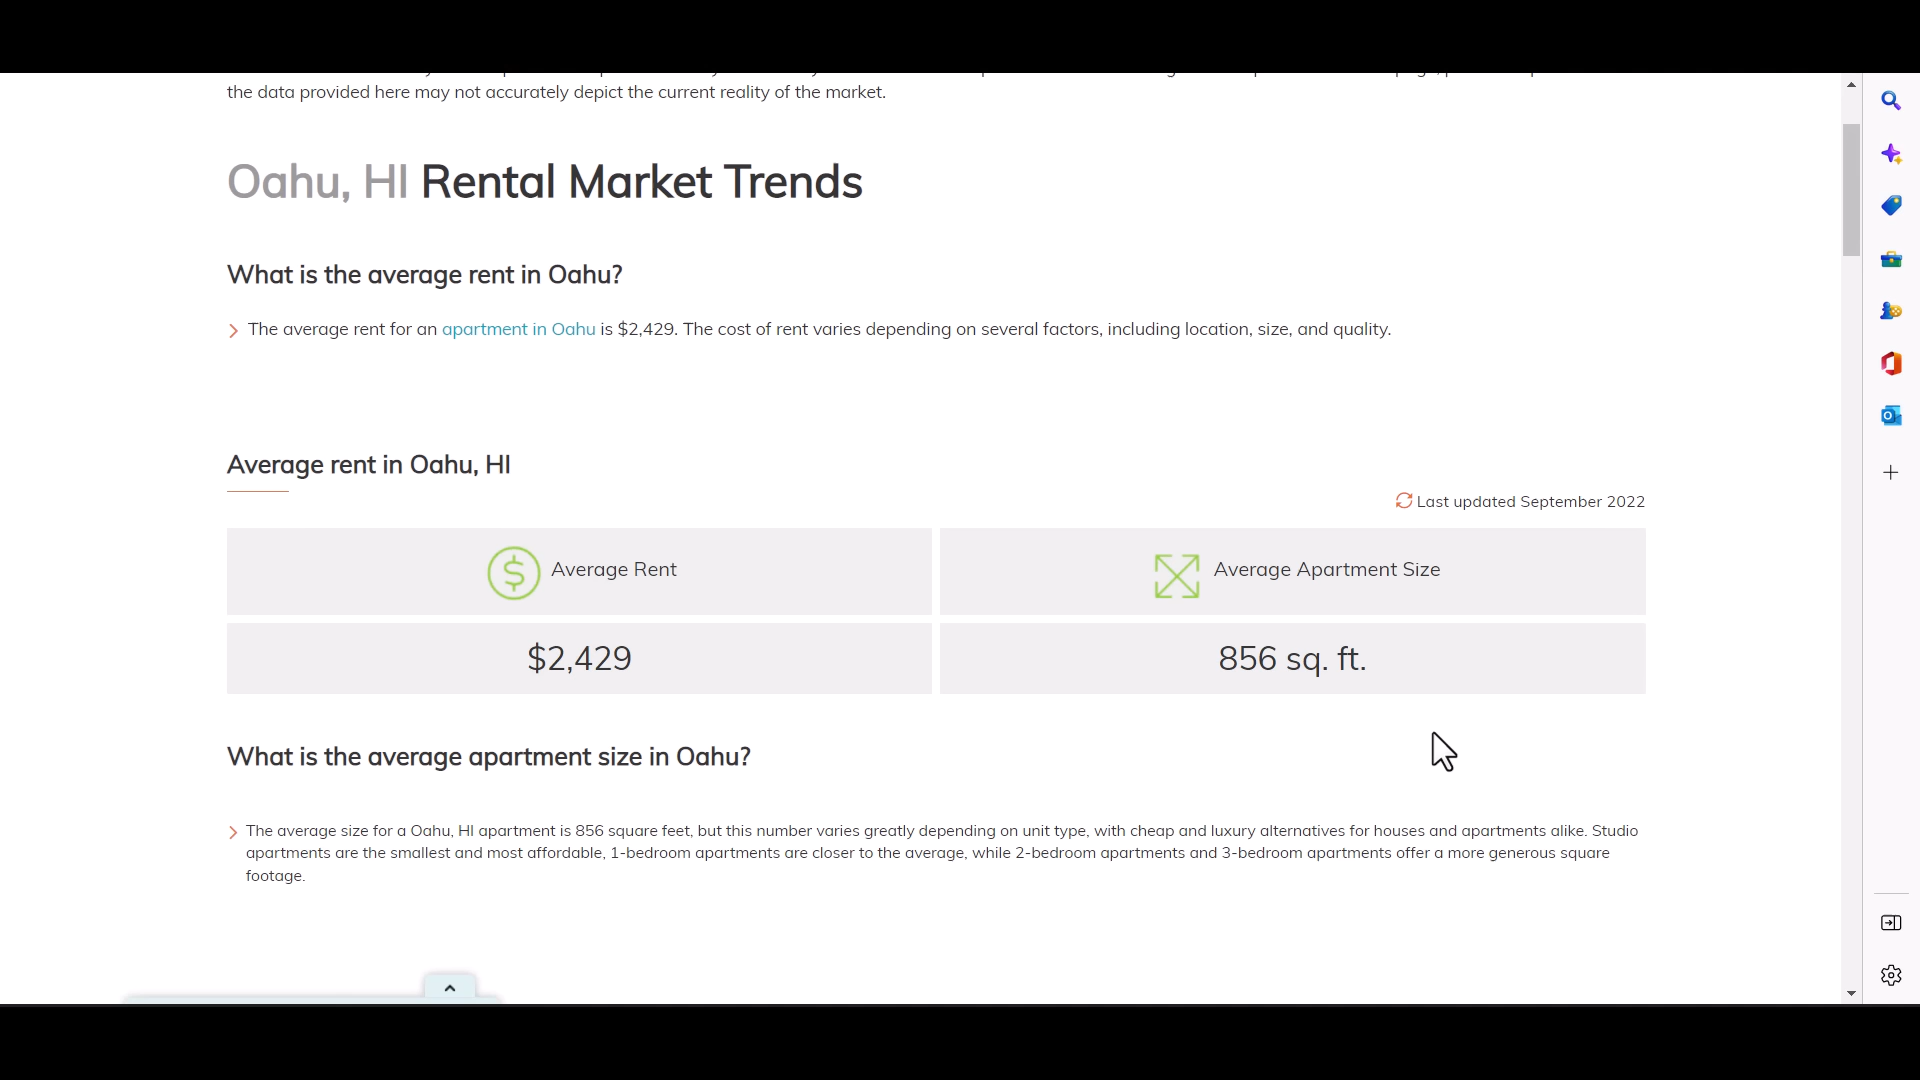 the data provided here may not accurately depict the current reality of the market.
Oahu, HI Rental Market Trends
What is the average rent in Oahu?
The average rent for an apartment in Oahu is $2,429. The cost of rent varies depending on several factors, including location, size, and quality.
Average rent in Oahu, HI
Last updated September 2022
Average Rent
Average Apartment Size
$2,429
856 sq. ft.
What is the average apartment size in Oahu?
The average size for a Oahu, HI apartment is 856 square feet, but this number varies greatly depending on unit type, with cheap and luxury alternatives for houses and apartments alike. Studio
apartments are the smallest and most affordable, 1-bedroom apartments are closer to the average, while 2-bedroom apartments and 3-bedroom apartments offer a more generous square
footage.